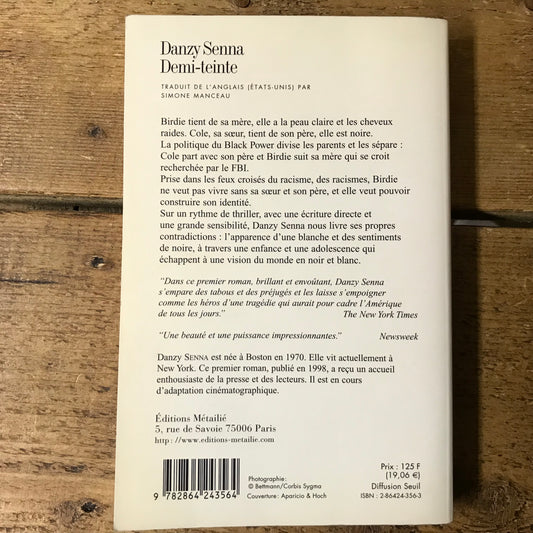 Danzy Senna
Demi-teinte
TRADUIT DE L'ANGLAIS (ÉTATS-UNIS) PAR
SIMONE MANCEAU
Birdie tient de sa mère, elle a la peau claire et les cheveux
raides. Cole, sa sœur, tient de son père, elle est noire.
La politique du Black Power divise les parents et les sépare :
Cole part avec son père et Birdie suit sa mère qui se croit
recherchée par le FBI.
Prise dans les feux croisés du racisme, des racismes, Birdie
ne veut pas vivre sans sa sœur et son père, et elle veut pouvoir
construire son identité.
Sur un rythme de thriller, avec une écriture directe et
une grande sensibilité, Danzy Senna nous livre ses propres
contradictions : l'apparence d'une blanche et des sentiments
de noire, à travers une enfance et une adolescence qui
échappent à une vision du monde en noir et blanc.
"Dans ce premier roman, brillant et envoûtant, Danzy Senna
s'empare des tabous et des préjugés et les laisse s'empoigner
comme les héros d'une tragédie qui aurait pour cadre l'Amérique
de tous les jours." The New York Times
"Une beauté et une puissance impressionnantes." Newsweek
Danzy SENNA est née à Boston en 1970. Elle vit actuellement à
New York. Ce premier roman, publié en 1998, a reçu un accueil
enthousiaste de la presse et des lecteurs. Il est en cours
d'adaptation cinématographique.
Éditions Métailié
5, rue de Savoie 75006 Paris
http://www.editions-metailie.com
9 782864 243564
Photographie :
© Bettmann/Corbis Sygma
Couverture : Aparicio & Hoch
Prix : 125 F
(19,06 €)
Diffusion Seuil
ISBN : 2-86424-356-3